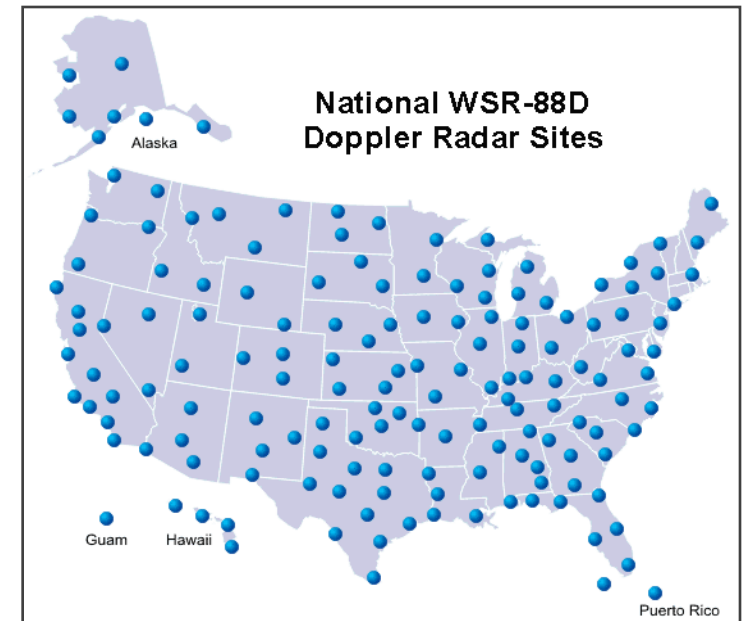 National WSR-88D
Doppler Radar Sites
Alaska
Guam
Hawaii
Puerto Rico